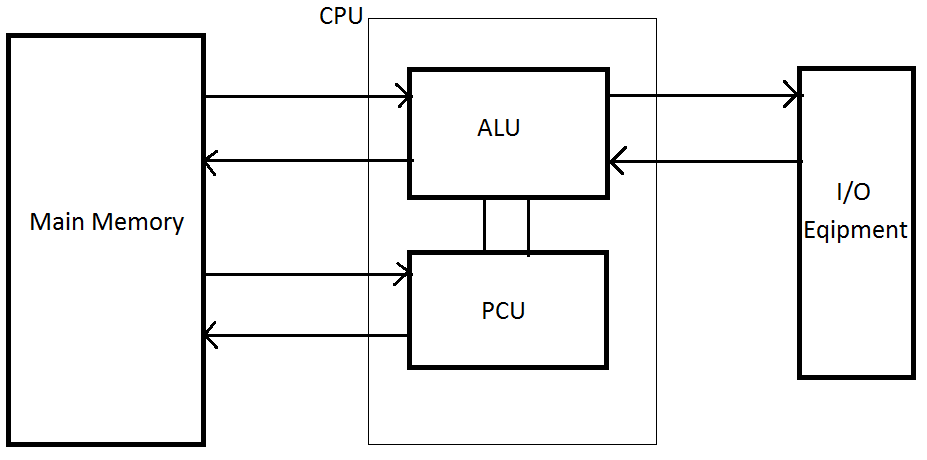 CPU
ALU
Main Memory
I/O
Eqipment
PCU